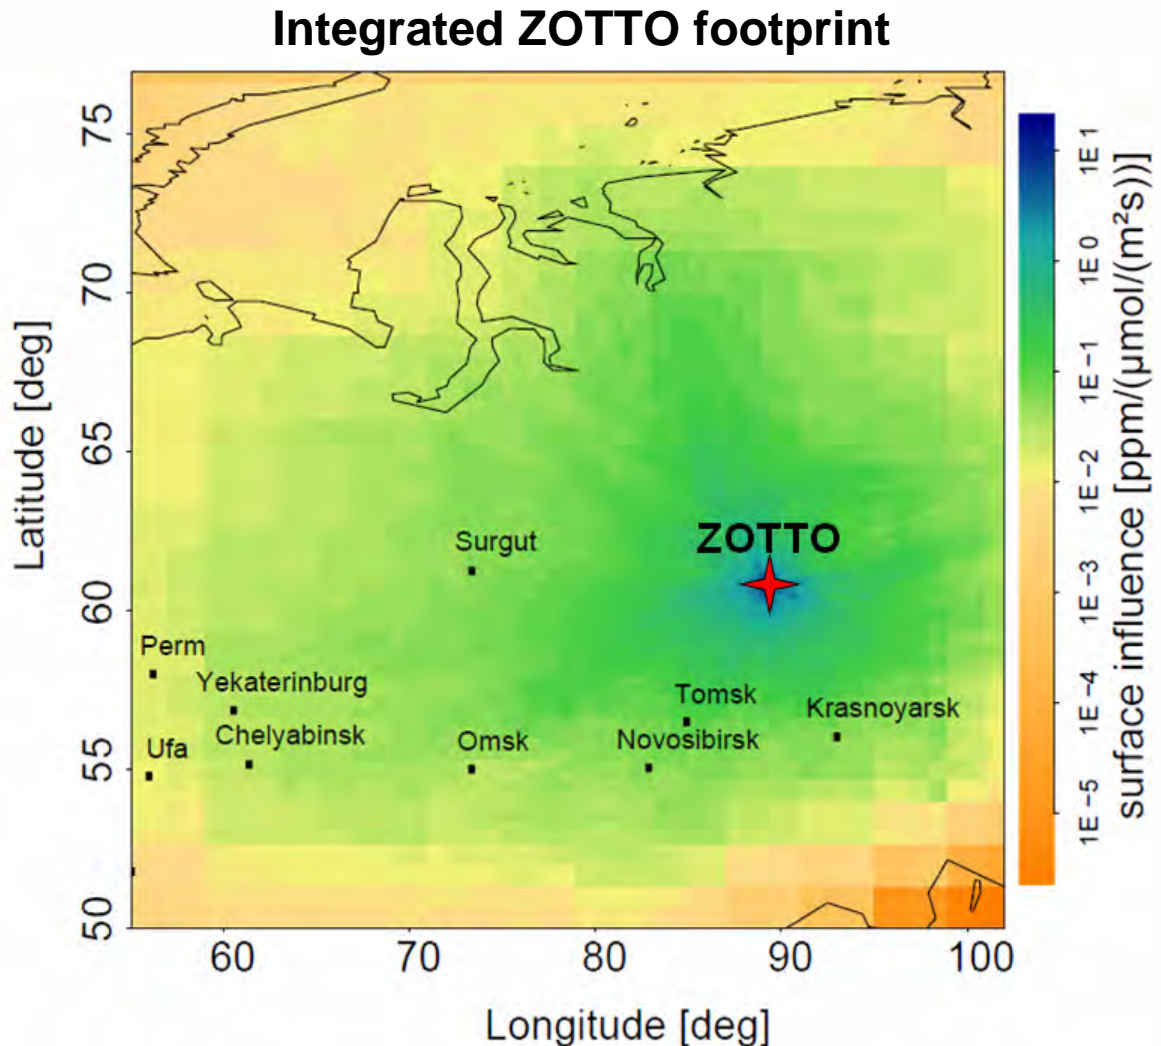 Integrated ZOTTO footprint
75
70
65
60
55
50
Latitude [deg]
60
70
80
90
100
Longitude [deg]
Surgut
ZOTTO
Perm
Yekaterinburg
Tomsk
Krasnoyarsk
Chelyabinsk
Omsk
Novosibirsk
Ufa
1E 1
1E 0
1E -1
1E -2
1E -3
1E -4
1E -5
surface influence [ppm/(µmol/(m²s))]